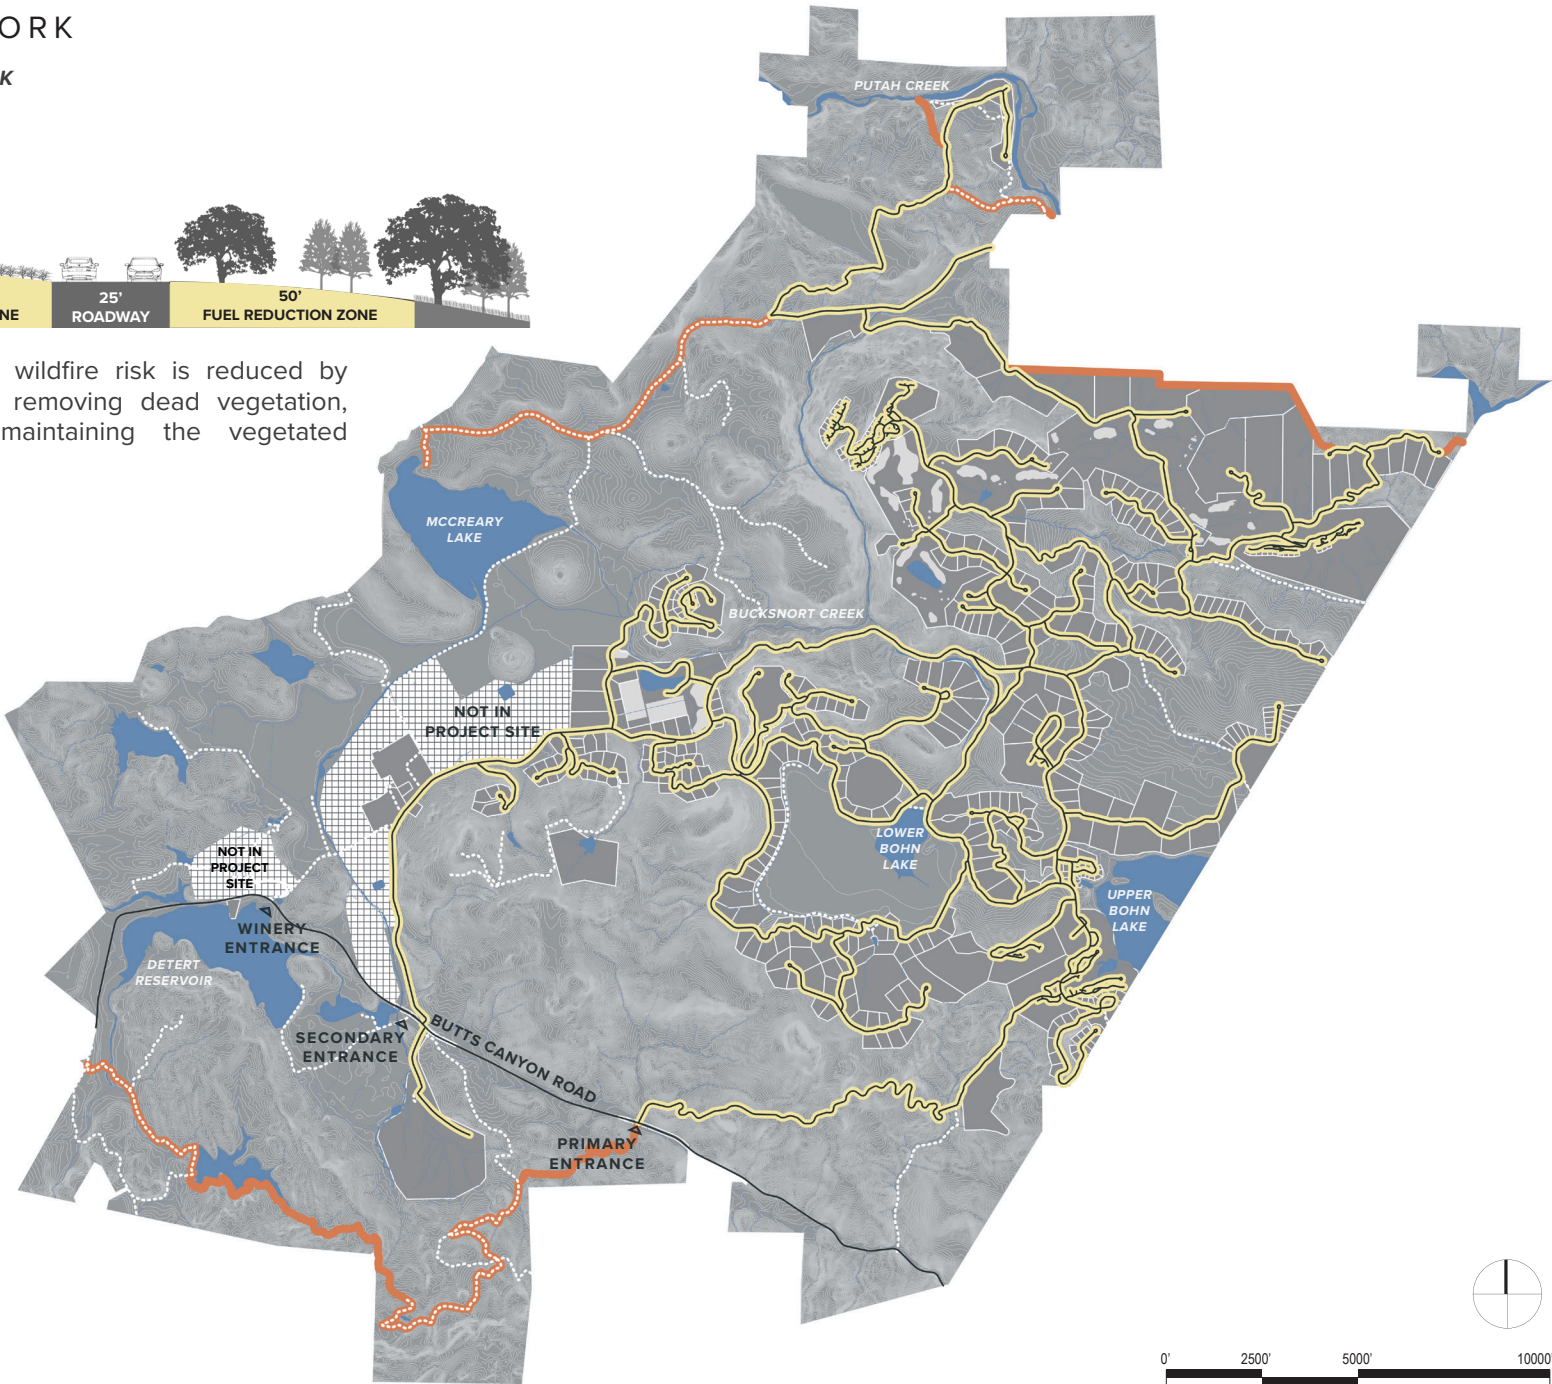 ORK
K
NE
25'
ROADWAY
50'
FUEL REDUCTION ZONE
wildfire risk is reduced by
removing dead vegetation,
maintaining the vegetated
PUTAH CREEK
MCCREARY
LAKE
BUCKSNORT CREEK
NOT IN
PROJECT SITE
LOWER
BOHN
LAKE
NOT IN
PROJECT
SITE
UPPER
BOHN
LAKE
WINERY
ENTRANCE
DETERT
RESERVOIR
SECONDARY
ENTRANCE
BUTTS CANYON ROAD
PRIMARY
ENTRANCE
0' 2500' 5000' 10000'